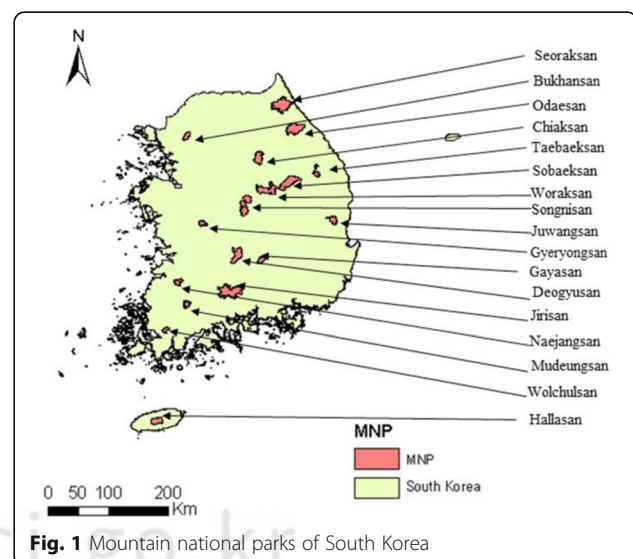 N
Seoraksan
Bukhansan
Odaesan
Chiaksan
Taebaeksan
Sobaeksan
Woraksan
Songnisan
Juwangsan
Gyeryongsan
Gayasan
Deogyusan
Jirisan
Naejangsan
Mudeungsan
Wolchulsan
Hallasan
MNP
MNP
South Korea
0 50 100 200
Km
Fig. 1 Mountain national parks of South Korea